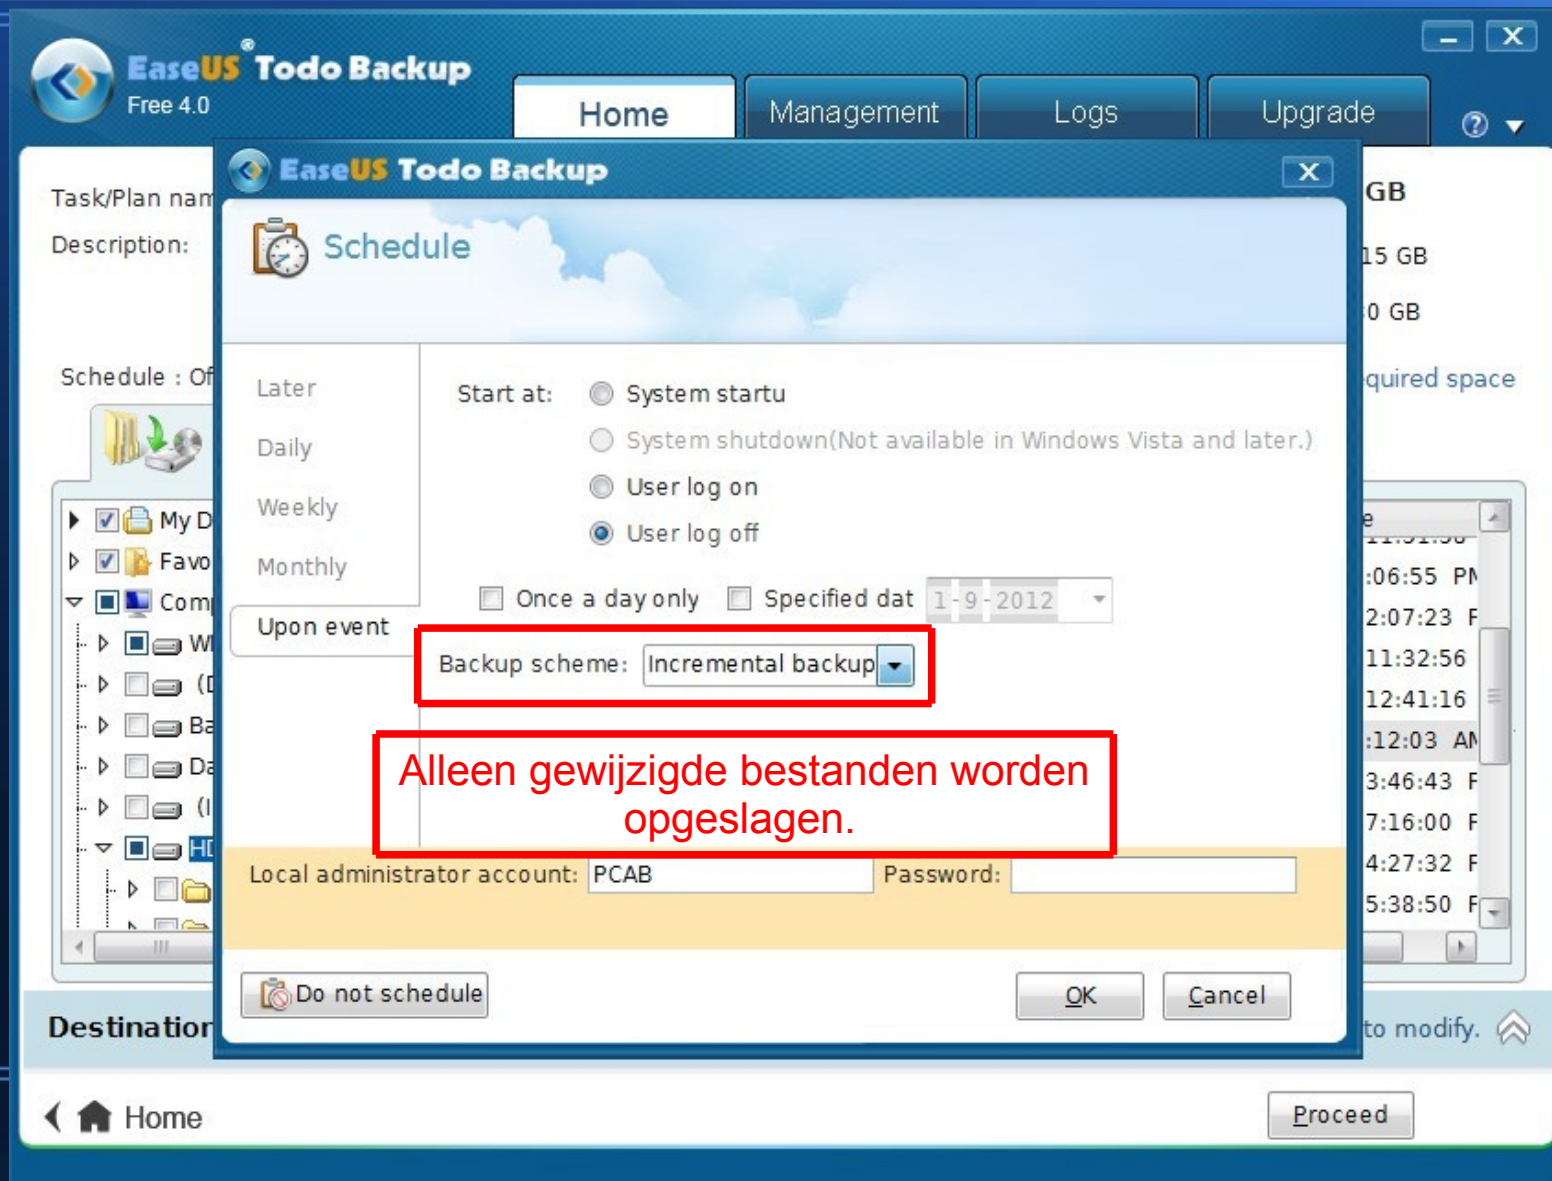 EaseUS® Todo Backup
Free 4.0
Home
Management
Logs
Upgrade
EaseUS Todo Backup
Task/Plan nam
GB
Description:
Schedule
15 GB
0 GB
Schedule : Of
quired space
Later
Daily
Weekly
Monthly
Upon event
Start at:
System startu
System shutdown(Not available in Windows Vista and later.)
User log on
User log off
Once a day only
Specified dat
1-9-2012
Backup scheme:
Incremental backup
Alleen gewijzigde bestanden worden
opgeslagen.
My D
Favo
Comp
(D
Ba
Da
(I
HD
e
:06:55 PM
2:07:23
11:32:56
12:41:16
:12:03 AM
3:46:43
7:16:00
4:27:32
5:38:50
Local administrator account:
PCAB
Password:
Do not schedule
OK
Cancel
Destination
to modify.
Home
Proceed